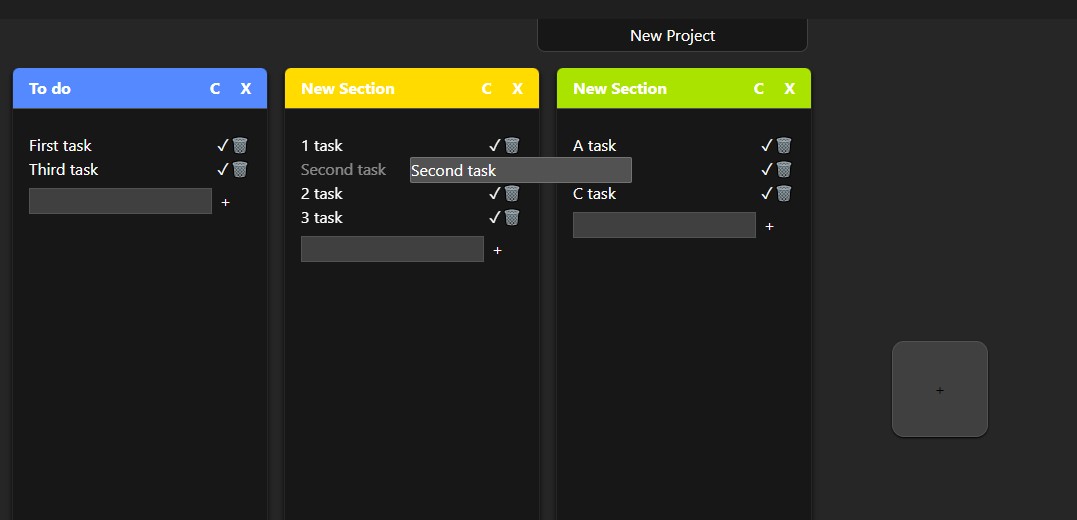 New Project
To do C X
First task ✓
Third task ✓
+
New Section C X
1 task ✓
Second task
Second task
2 task ✓
3 task ✓
+
New Section C X
A task ✓
✓
C task ✓
+
+